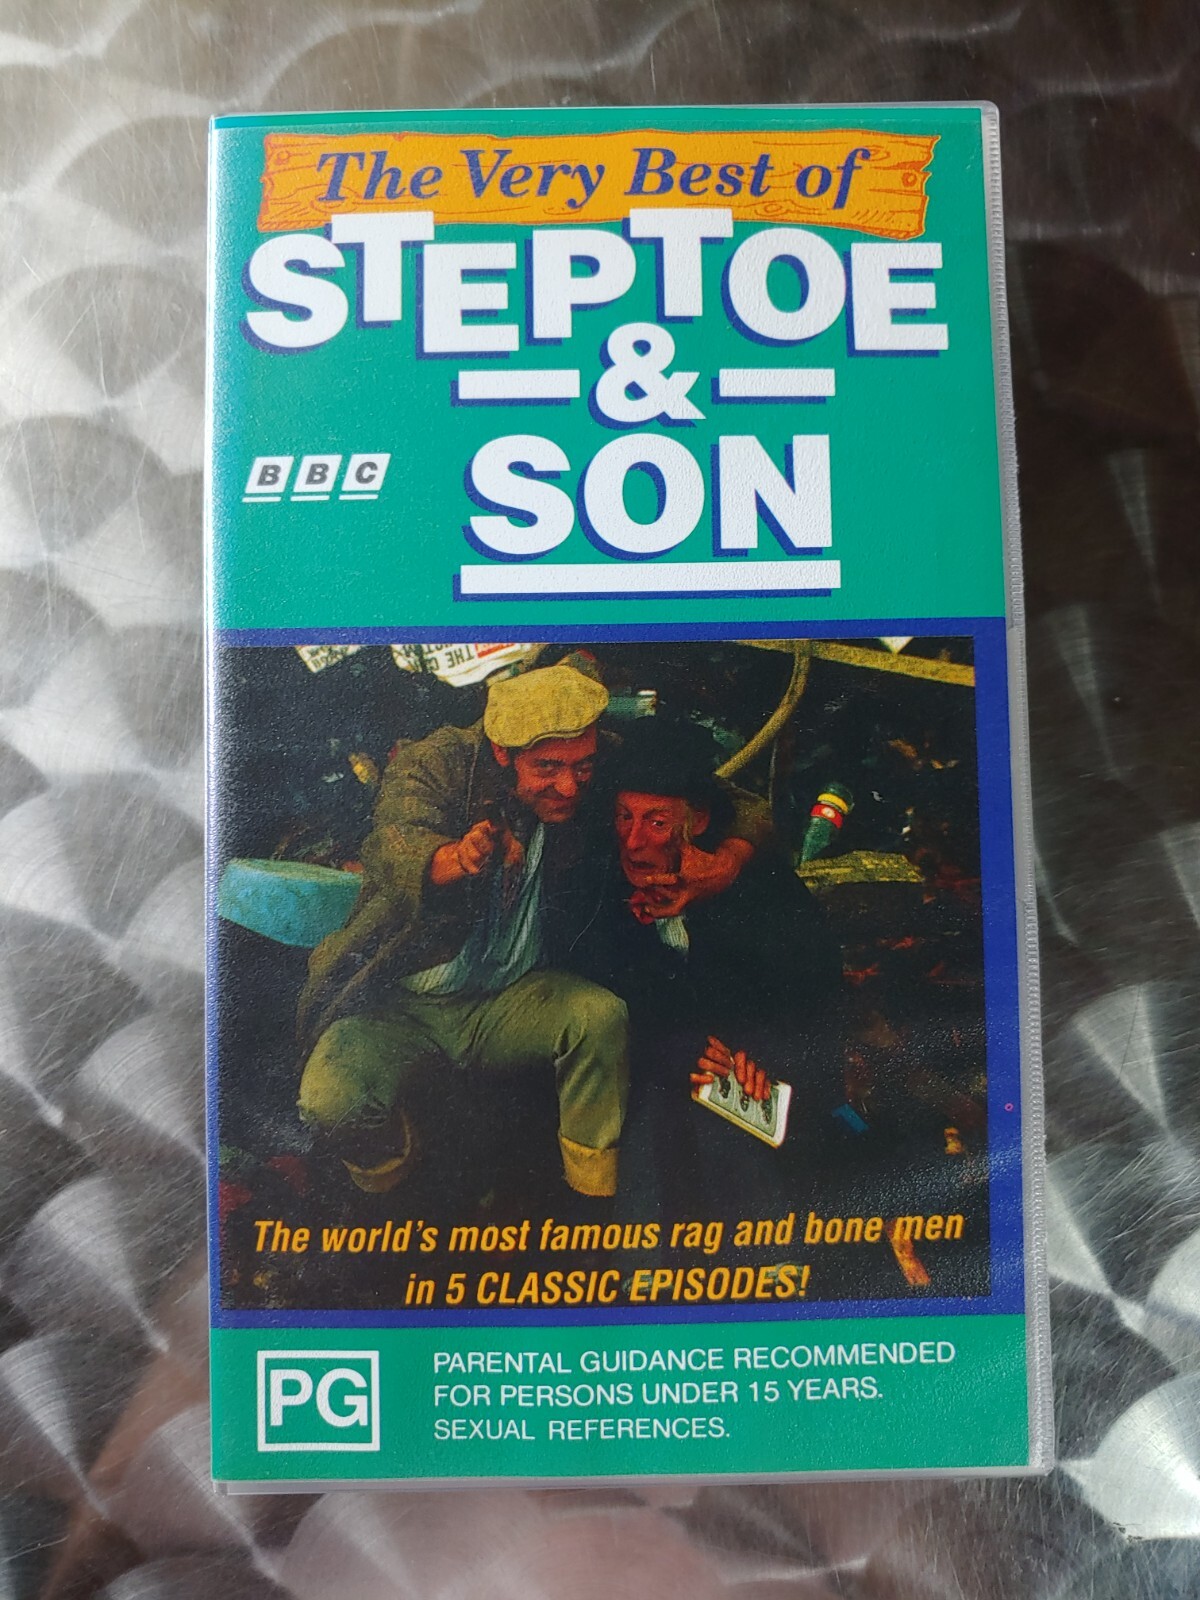 The Very Best of
STEPTOE
&
SON
BBC
The world's most famous rag and bone men
in 5 CLASSIC EPISODES!
PG
PARENTAL GUIDANCE RECOMMENDED
FOR PERSONS UNDER 15 YEARS.
SEXUAL REFERENCES.